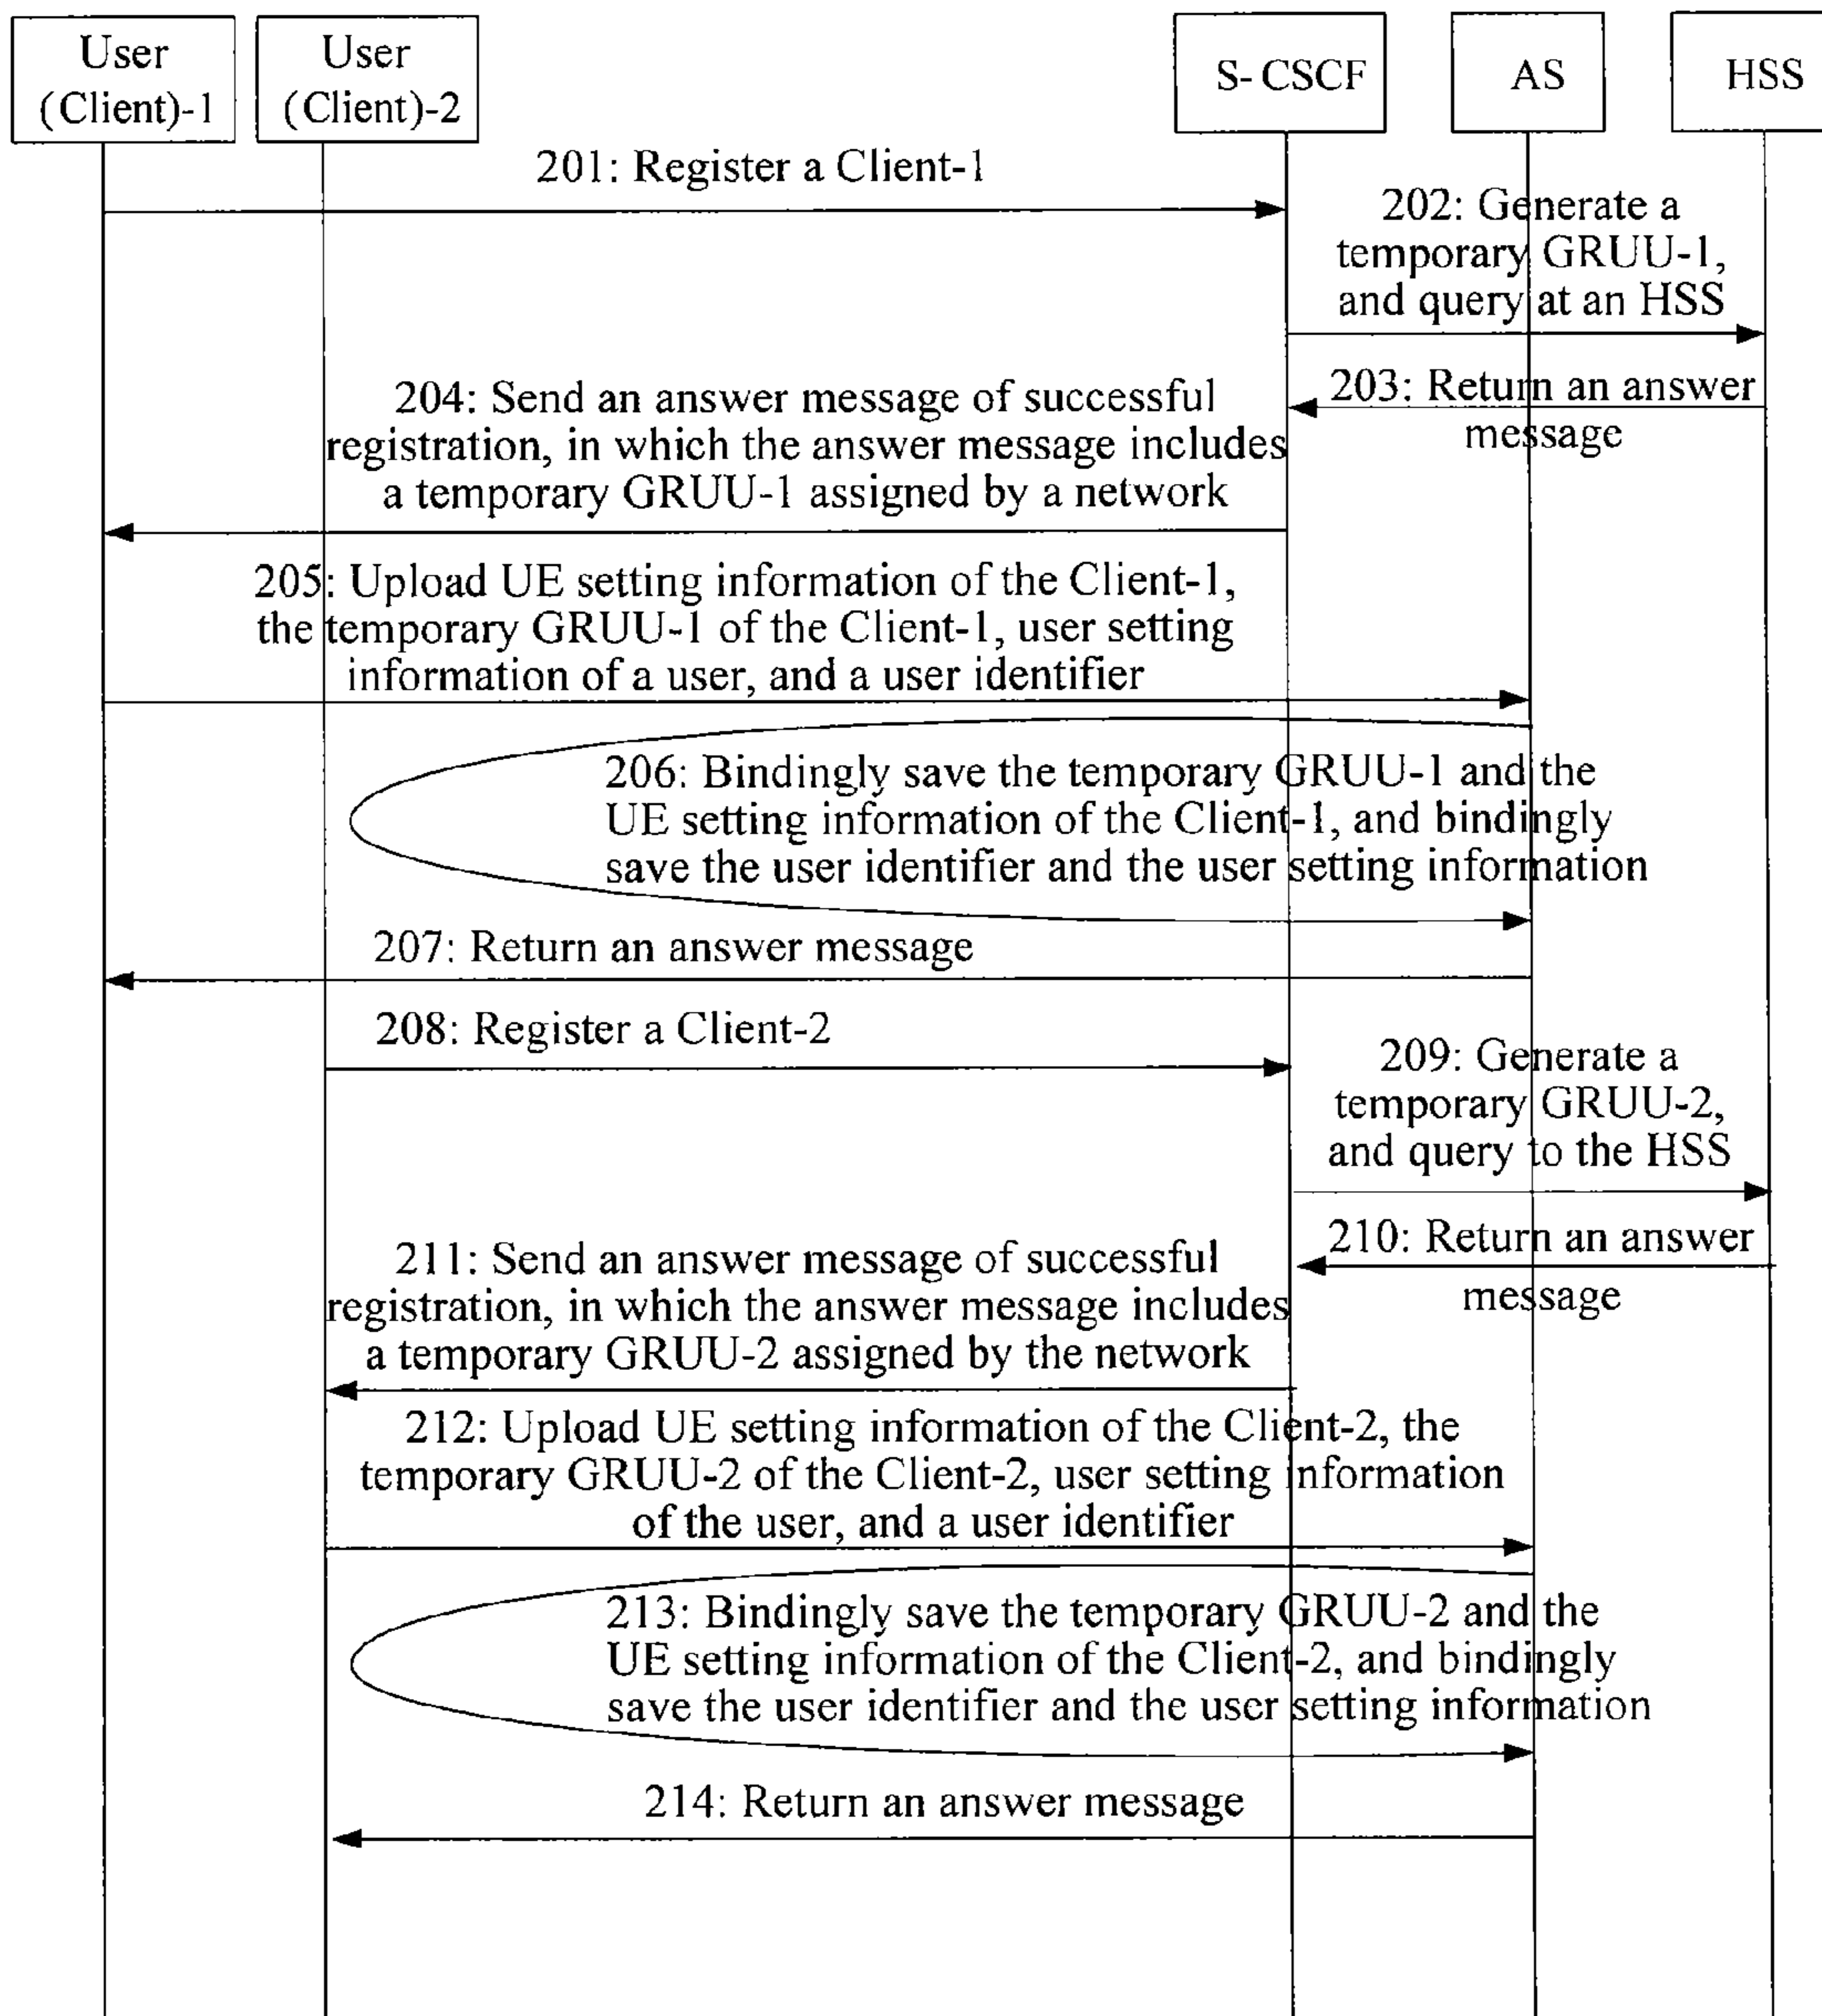 User
(Client)-1
User
(Client)-2
S-CSCF
AS
HSS
201: Register a Client-1
202: Generate a
temporary GRUU-1,
and query at an HSS
203: Return an answer
message
204: Send an answer message of successful
registration, in which the answer message includes
a temporary GRUU-1 assigned by a network
205: Upload UE setting information of the Client-1,
the temporary GRUU-1 of the Client-1, user setting
information of a user, and a user identifier
206: Bindingly save the temporary GRUU-1 and the
UE setting information of the Client-1, and bindingly
save the user identifier and the user setting information
207: Return an answer message
208: Register a Client-2
209: Generate a
temporary GRUU-2,
and query to the HSS
210: Return an answer
message
211: Send an answer message of successful
registration, in which the answer message includes
a temporary GRUU-2 assigned by the network
212: Upload UE setting information of the Client-2, the
temporary GRUU-2 of the Client-2, user setting information
of the user, and a user identifier
213: Bindingly save the temporary GRUU-2 and the
UE setting information of the Client-2, and bindingly
save the user identifier and the user setting information
214: Return an answer message